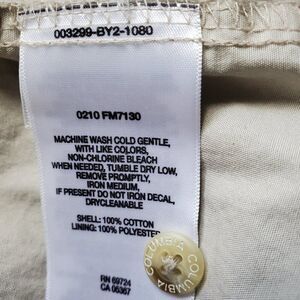 003299-BY2-1080
0210 FM7130
MACHINE WASH COLD GENTLE,
WITH LIKE COLORS,
NON-CHLORINE BLEACH
WHEN NEEDED, TUMBLE DRY LOW,
REMOVE PROMPTLY,
IRON MEDIUM,
IF PRESENT DO NOT IRON DECAL,
DRYCLEANABLE
SHELL: 100% COTTON
LINING: 100% POLYESTER
COLUMBIA
COLUMBIA
RN 69724
CA 05367